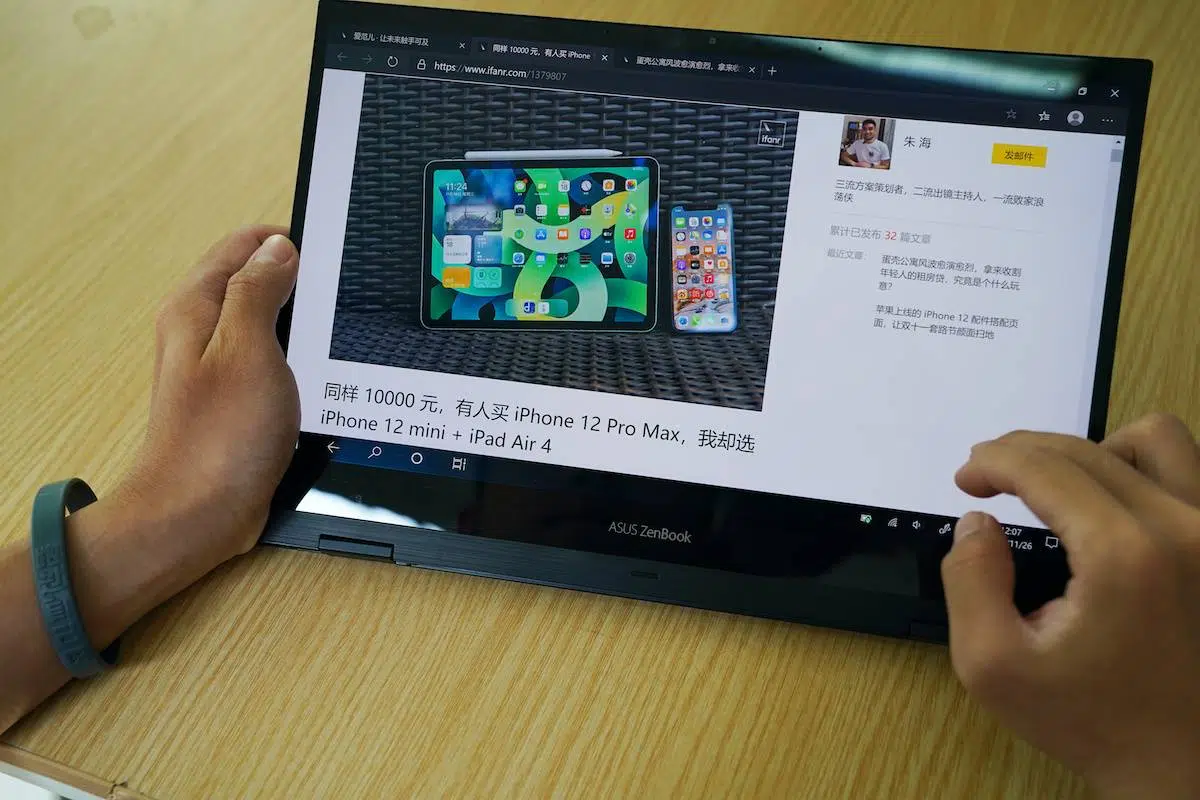 爱范儿 · 让未来触手可及
同样 10000 元，有人买 iPhone
蛋壳公寓风波愈演愈烈，拿来收
https://www.ifanr.com/1379807
ifanr
11:24
18
朱海
发邮件
三流方案策划者，二流出镜主持人，一流败家浪
荡侠
累计已发布 32 篇文章
最近文章
蛋壳公寓风波愈演愈烈，拿来收割
年轻人的租房贷，究竟是个什么玩
意？
苹果上线的 iPhone 12 配件搭配页
面，让双十一套路节颜面扫地
同样 10000 元，有人买 iPhone 12 Pro Max，我却选
iPhone 12 mini + iPad Air 4
12:07
11/26
ASUS ZenBook